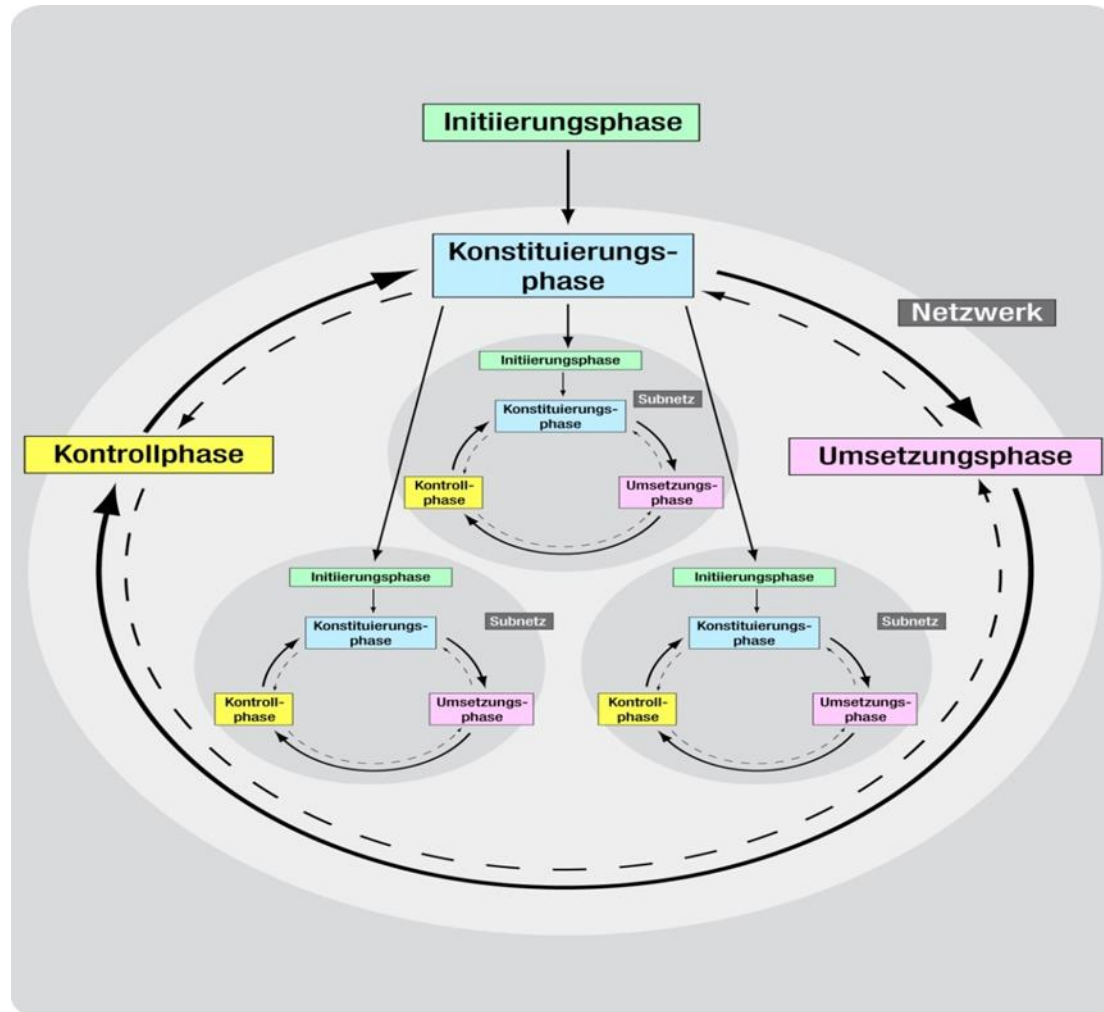 Initiierungsphase
Konstituierungs-
phase
Netzwerk
Kontrollphase
Umsetzungsphase
Initiierungsphase
Subnetz
Konstituierungs-
phase
Kontroll-
phase
Umsetzungs-
phase
Initiierungsphase
Subnetz
Konstituierungs-
phase
Kontroll-
phase
Umsetzungs-
phase
Initiierungsphase
Subnetz
Konstituierungs-
phase
Kontroll-
phase
Umsetzungs-
phase